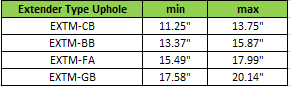 Extender Type Uphole min max
EXTM-CB 11.25" 13.75"
EXTM-BB 13.37" 15.87"
EXTM-FA 15.49" 17.99"
EXTM-GB 17.58" 20.14"